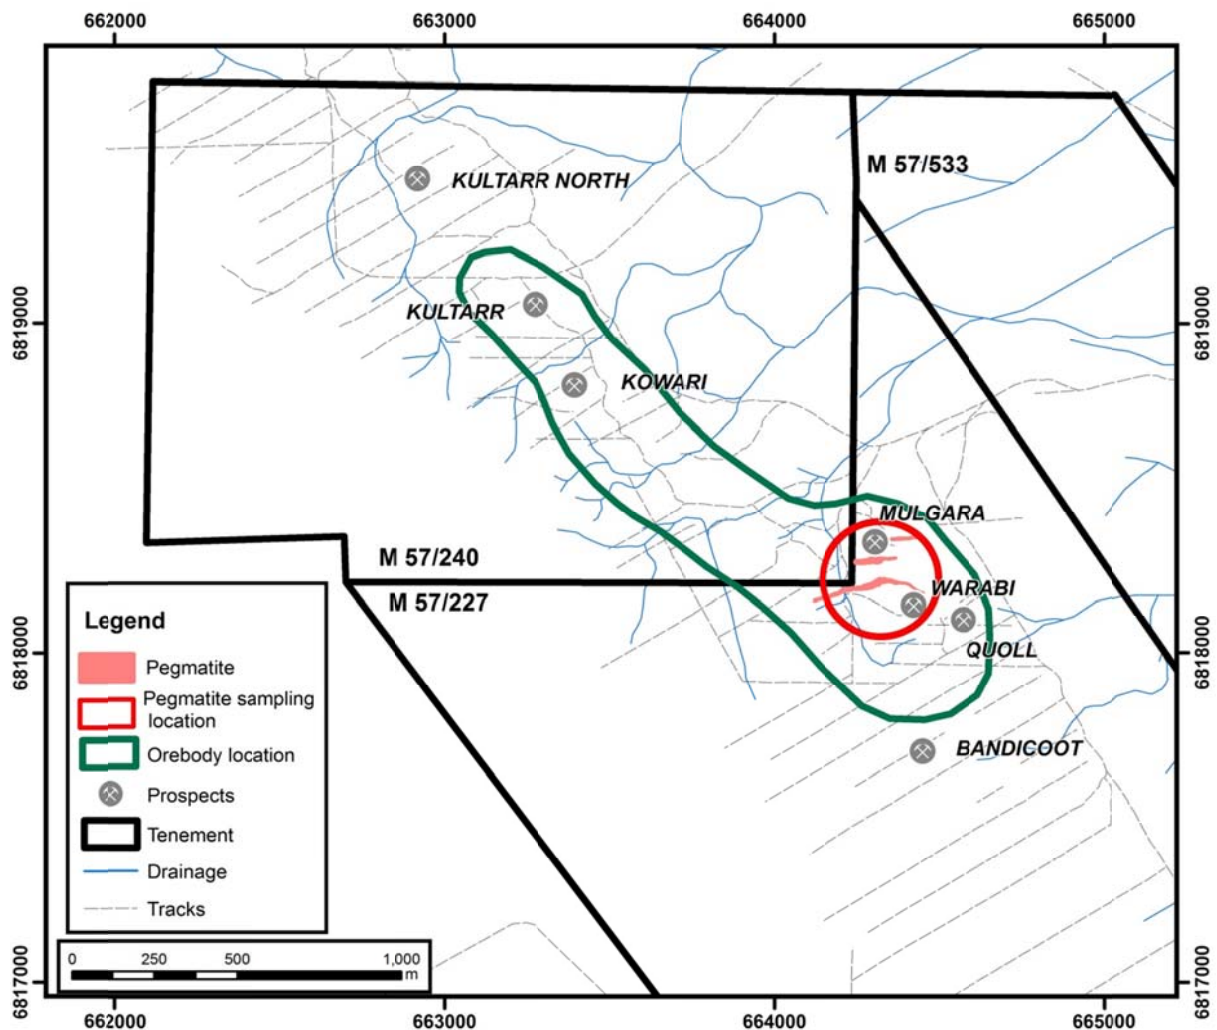 662000 663000 664000 665000
M 57/533
KULTARR NORTH
6819000 6819000
KULTARR
KOWARI
MULGARA
M 57/240
WARABI
M 57/227
QUOLL
6818000 6818000
BANDICOOT
Legend
Pegmatite
Pegmatite sampling
location
Orebody location
Prospects
Tenement
Drainage
Tracks
0 250 500 1,000
m
6817000 6817000
662000 663000 664000 665000